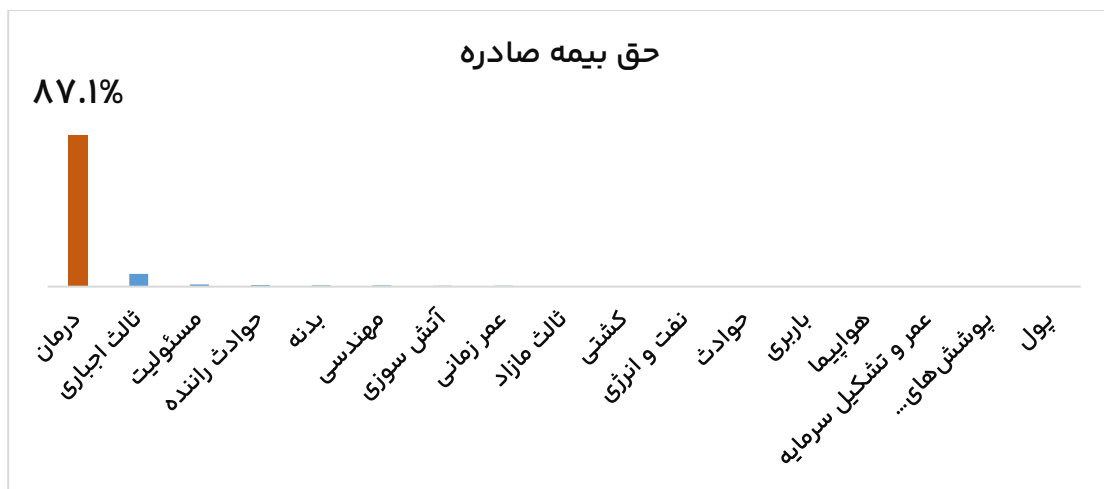 حق بیمه صادره
۸۷.۱%
درمان
ثالث اجباری
مسئولیت
حوادث راننده
بدنه
مهندسی
آتش سوزی
عمر زمانی
ثالث مازاد
کشتی
نفت و انرژی
حوادث
باربری
هواپیما
عمر و تشکیل سرمایه
پوشش‌های...
پول